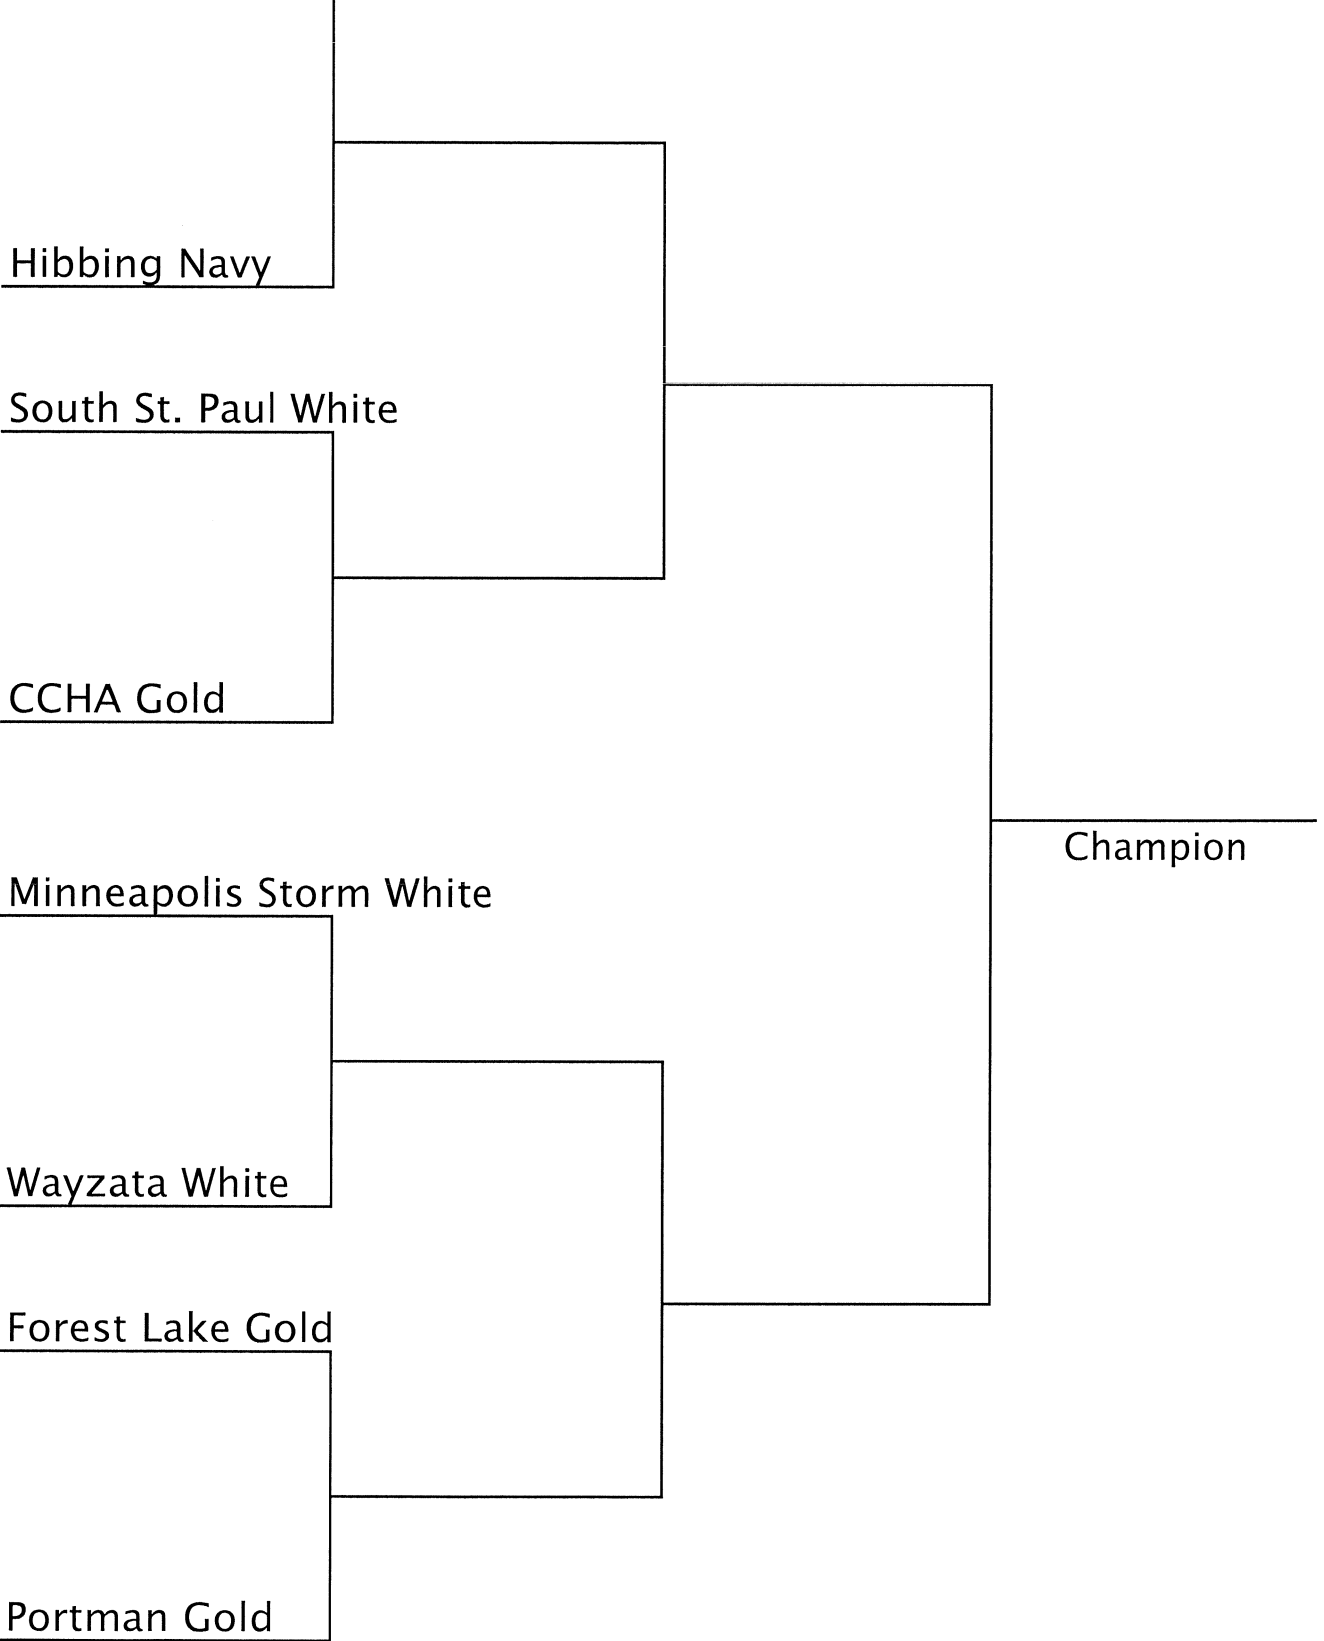 Hibbing Navy
South St. Paul White
CCHA Gold
Champion
Minneapolis Storm White
Wayzata White
Forest Lake Gold
Portman Gold